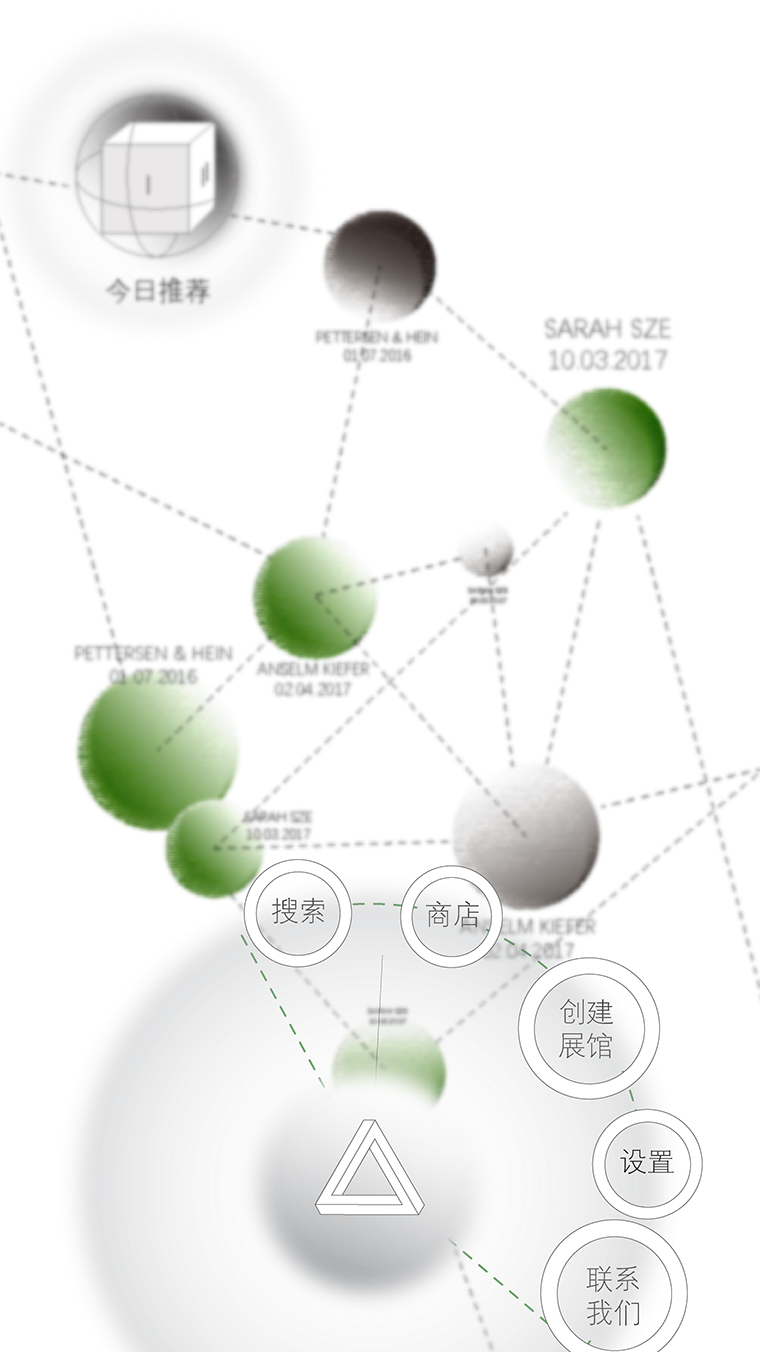 今日推荐
PETTERSEN & HEIN
01.07.2016
SARAH SZE
10.03.2017
ANSELM KIEFER
02.04.2017
PETTERSEN & HEIN
01.07.2016
SARAH SZE
10.03.2017
搜索
商店
ANSELM KIEFER
02.04.2017
创建
展馆
设置
联系
我们